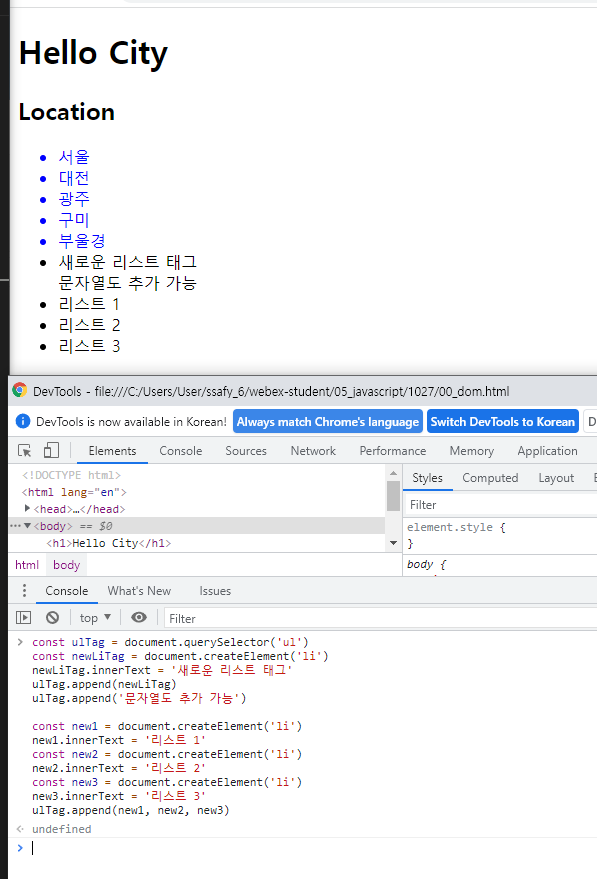 Hello City
Location
• 서울
• 대전
• 광주
• 구미
• 부울경
• 새로운 리스트 태그
문자열도 추가 가능
• 리스트 1
• 리스트 2
• 리스트 3
DevTools - file:///C:/Users/User/ssafy_6/webex-student/05_javascript/1027/00_dom.html
DevTools is now available in Korean! Always match Chrome's language Switch DevTools to Korean D
Elements Console Sources Network Performance Memory Application
<!DOCTYPE html>
<html lang="en">
<head>…</head>
<body> == $0
<h1>Hello City</h1>
html body
Styles Computed Layout E
Filter
element.style {
}
body {
Console What's New Issues
top ▼ Filter
> const ulTag = document.querySelector('ul')
const newLiTag = document.createElement('li')
newLiTag.innerText = '새로운 리스트 태그'
ulTag.append(newLiTag)
ulTag.append('문자열도 추가 가능')
const new1 = document.createElement('li')
new1.innerText = '리스트 1'
const new2 = document.createElement('li')
new2.innerText = '리스트 2'
const new3 = document.createElement('li')
new3.innerText = '리스트 3'
ulTag.append(new1, new2, new3)
undefined
>